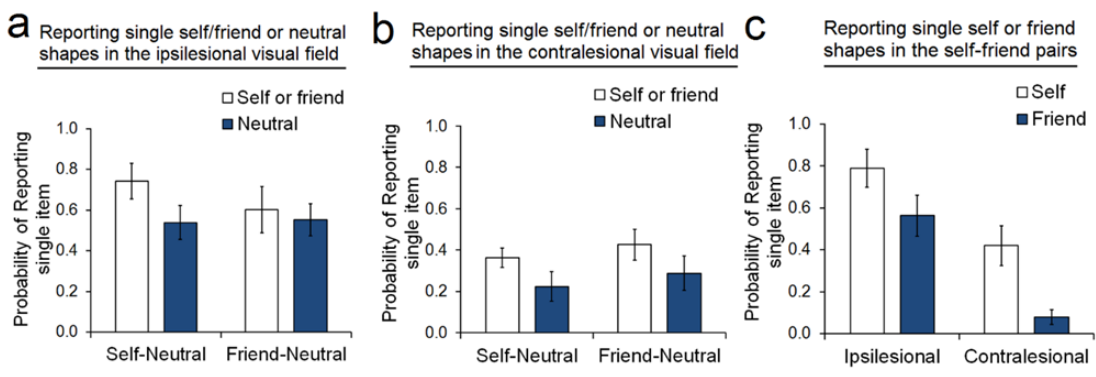 a
Reporting single self/friend or neutral
shapes in the ipsilesional visual field
Self or friend
Neutral
Probability of Reporting
single item
1.0
0.8
0.6
0.4
0.2
0.0
Self-Neutral
Friend-Neutral
b
Reporting single self/friend or neutral
shapes in the contralesional visual field
Self or friend
Neutral
Probability of Reporting
single item
1.0
0.8
0.6
0.4
0.2
0.0
Self-Neutral
Friend-Neutral
c
Reporting single self or friend
shapes in the self-friend pairs
Self
Friend
Probability of Reporting
single item
1.0
0.8
0.6
0.4
0.2
0.0
Ipsilesional
Contralesional